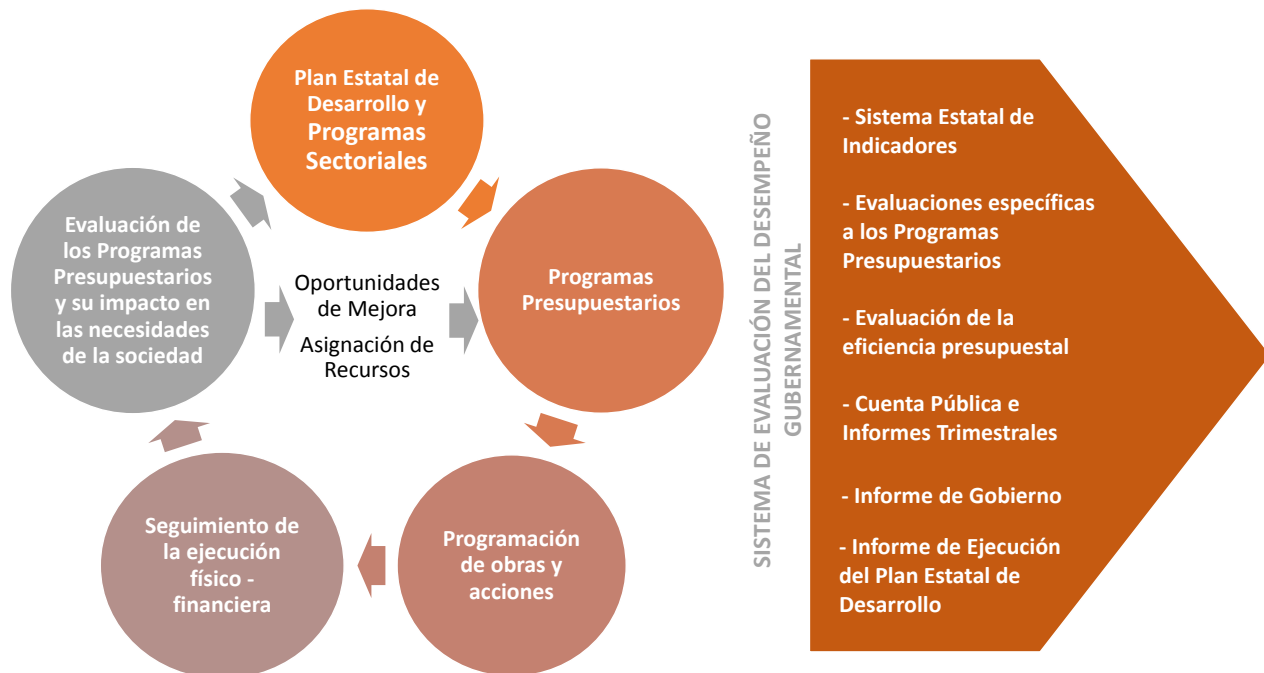 Plan Estatal de
Desarrollo y
Programas
Sectoriales
Programas
Presupuestarios
Programación
de obras y
acciones
Seguimiento de
la ejecución
físico -
financiera
Evaluación de
los Programas
Presupuestarios
y su impacto en
las necesidades
de la sociedad
Oportunidades
de Mejora
Asignación de
Recursos
SISTEMA DE EVALUACIÓN DEL DESEMPEÑO
GUBERNAMENTAL
- Sistema Estatal de
Indicadores
- Evaluaciones específicas
a los Programas
Presupuestarios
- Evaluación de la
eficiencia presupuestal
- Cuenta Pública e
Informes Trimestrales
- Informe de Gobierno
- Informe de Ejecución
del Plan Estatal de
Desarrollo